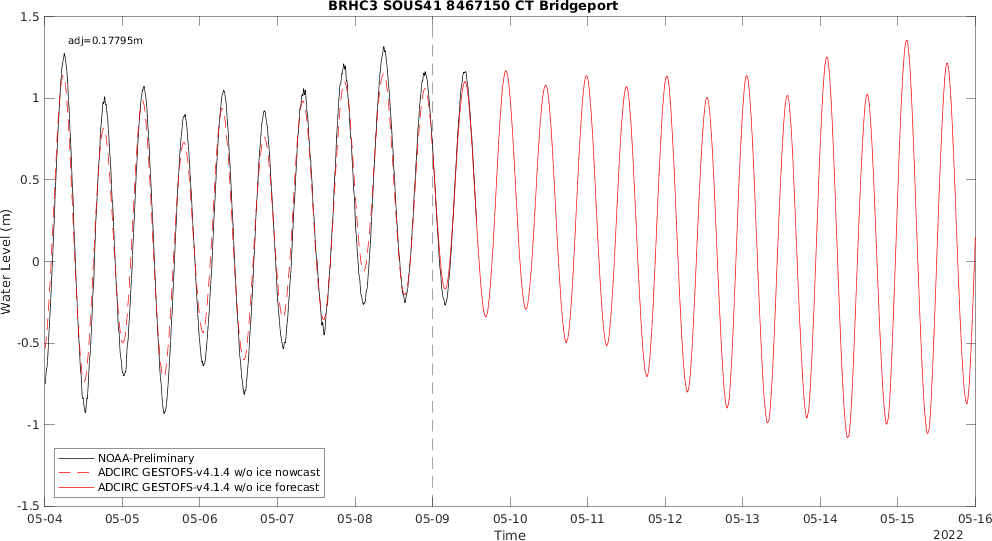 BRHC3 SOUS41 8467150 CT Bridgeport
adj=0.17795m
1.5
1
0.5
0
-0.5
-1
-1.5
Water Level (m)
NOAA-Preliminary
ADCIRC GESTOFS-v4.1.4 w/o ice nowcast
ADCIRC GESTOFS-v4.1.4 w/o ice forecast
05-04 05-05 05-06 05-07 05-08 05-09 05-10 05-11 05-12 05-13 05-14 05-15 05-16
Time
2022